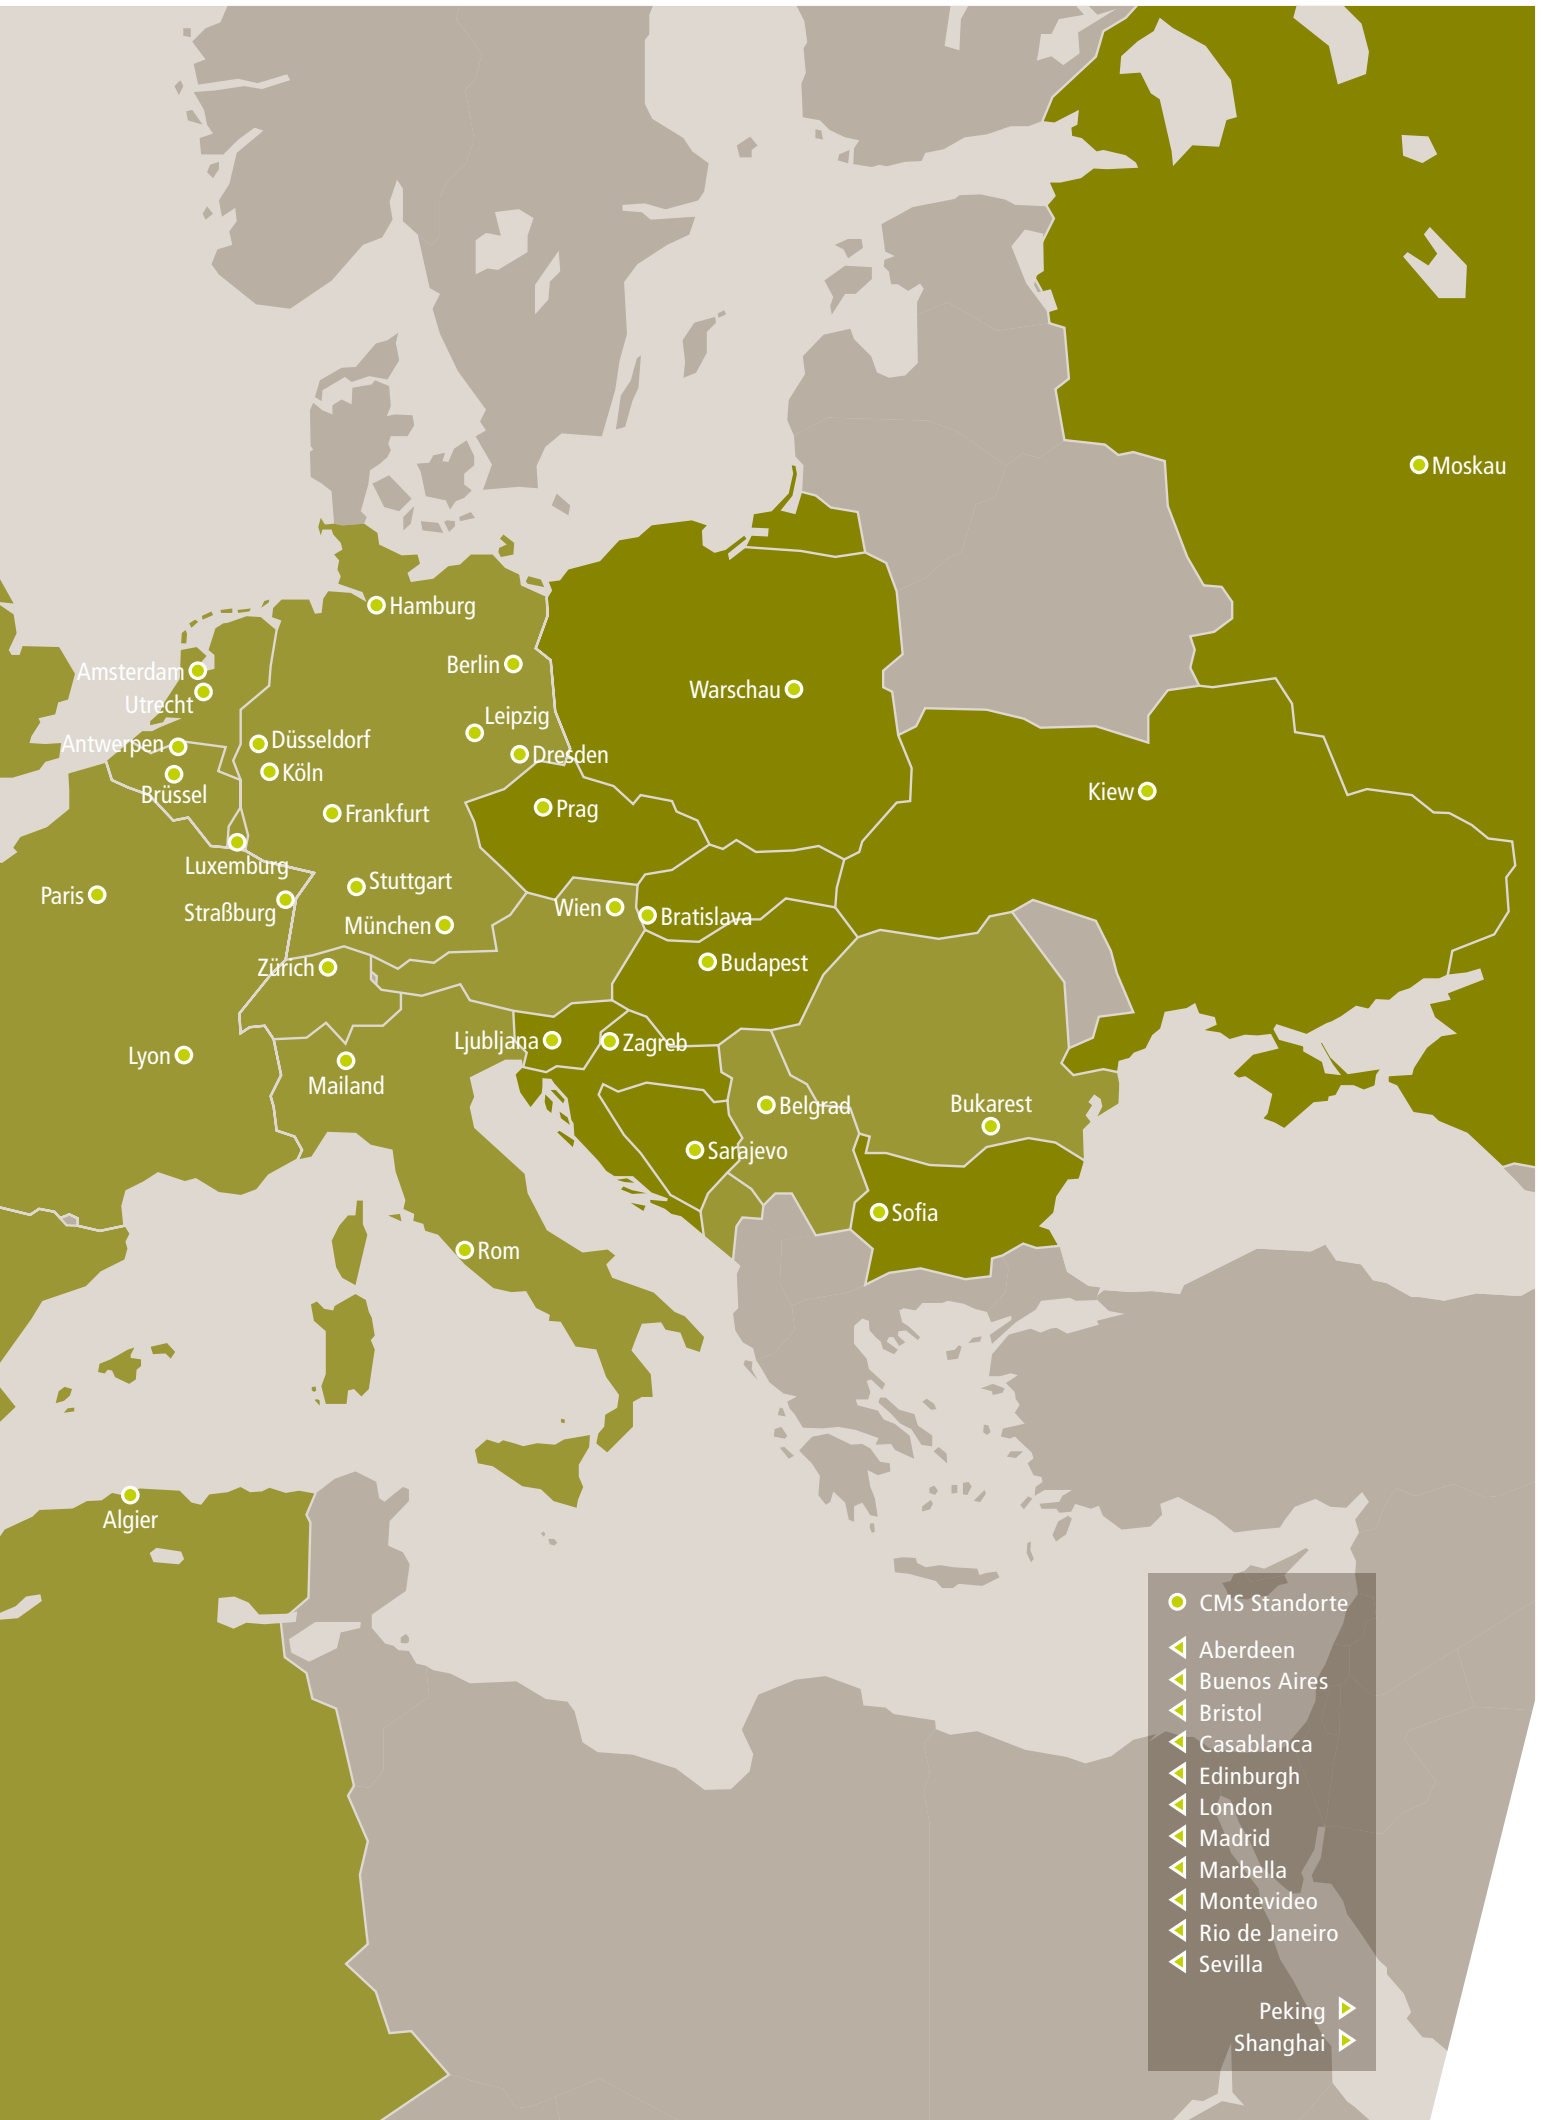 Moskau
Hamburg
Berlin
Amsterdam
Warschau
Utrecht
Leipzig
Antwerpen
Düsseldorf
Dresden
Köln
Brüssel
Kiew
Prag
Frankfurt
Luxemburg
Stuttgart
Paris
Straßburg
Wien
Bratislava
München
Zürich
Budapest
Ljubljana
Zagreb
Lyon
Mailand
Belgrad
Bukarest
Sarajevo
Sofia
Rom
Algier
CMS Standorte
Aberdeen
Buenos Aires
Bristol
Casablanca
Edinburgh
London
Madrid
Marbella
Montevideo
Rio de Janeiro
Sevilla
Peking
Shanghai